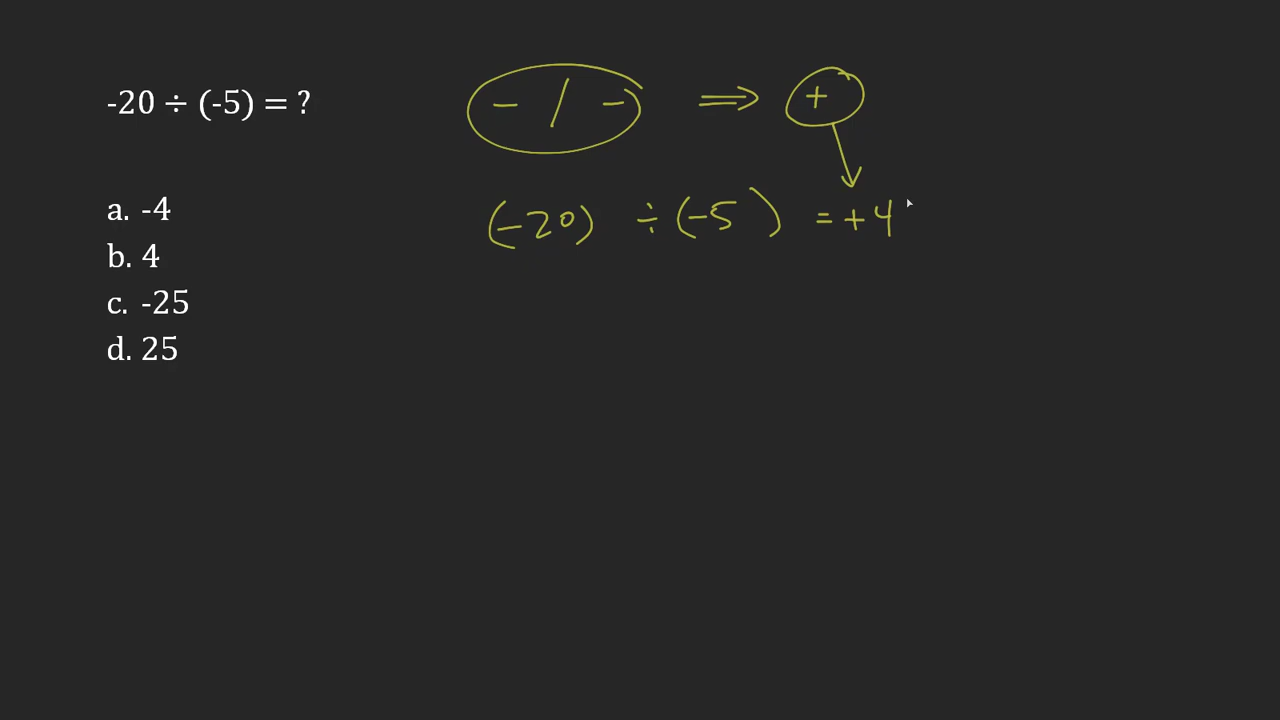 -20 ÷ (-5) = ?
- / - ⟹ +
a. -4
(-20) ÷ (-5) = +4
b. 4
c. -25
d. 25